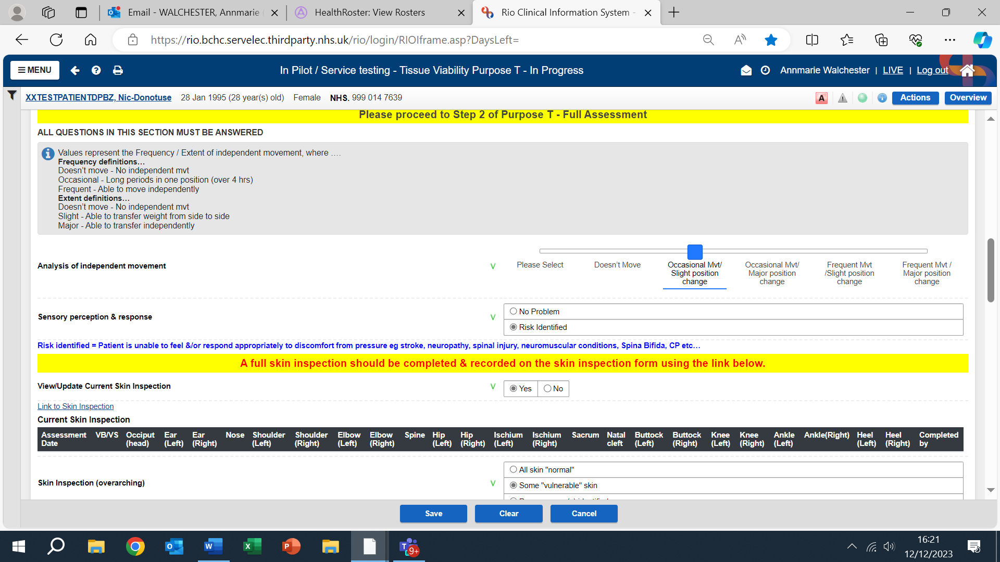 Email - WALCHESTER, Annmarie
HealthRoster: View Rosters
Rio Clinical Information System -
https://rio.bchc.servelec.thirdparty.nhs.uk/rio/login/RIOIframe.asp?DaysLeft=
MENU
In Pilot / Service testing - Tissue Viability Purpose T - In Progress
Annmarie Walchester | LIVE | Log out
XXTESTPATIENTDPBZ, Nic-Donotuse 28 Jan 1995 (28 year(s) old) Female NHS. 999 014 7639
A
Actions
Overview
Please proceed to Step 2 of Purpose T - Full Assessment
ALL QUESTIONS IN THIS SECTION MUST BE ANSWERED
Values represent the Frequency / Extent of independent movement, where ....
Frequency definitions...
Doesn't move - No independent mvt
Occasional - Long periods in one position (over 4 hrs)
Frequent - Able to move independently
Extent definitions...
Doesn't move - No independent mvt
Slight - Able to transfer weight from side to side
Major - Able to transfer independently
Analysis of independent movement
V
Please Select
Doesn't Move
Occasional Mvt/
Slight position
change
Occasional Mvt/
Major position
change
Frequent Mvt
/Slight position
change
Frequent Mvt /
Major position
change
Sensory perception & response
V
No Problem
Risk Identified
Risk identified = Patient is unable to feel &/or respond appropriately to discomfort from pressure eg stroke, neuropathy, spinal injury, neuromuscular conditions, Spina Bifida, CP etc...
A full skin inspection should be completed & recorded on the skin inspection form using the link below.
View/Update Current Skin Inspection
V
Yes No
Link to Skin Inspection
Current Skin Inspection
Assessment Date
VB/VS
Occiput (head)
Ear (Left)
Ear (Right)
Nose
Shoulder (Left)
Shoulder (Right)
Elbow (Left)
Elbow (Right)
Spine
Hip (Left)
Hip (Right)
Ischium (Left)
Ischium (Right)
Sacrum
Natal cleft
Buttock (Left)
Buttock (Right)
Knee (Left)
Knee (Right)
Ankle (Left)
Ankle(Right)
Heel (Left)
Heel (Right)
Completed by
Skin Inspection (overarching)
V
All skin "normal"
Some "vulnerable" skin
Save
Clear
Cancel
9+
16:21
12/12/2023